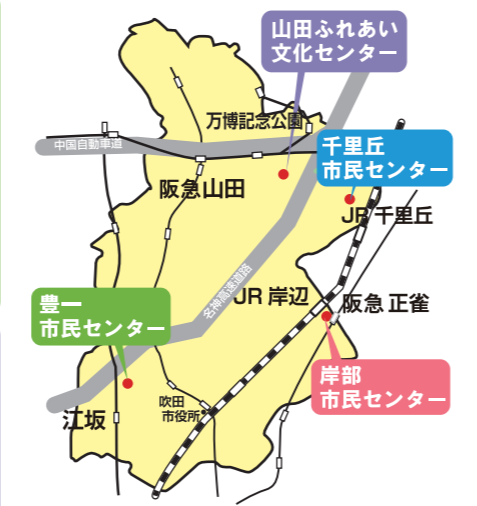 山田ふれあい
文化センター
万博記念公園
中国自動車道
千里丘
市民センター
阪急山田
JR 千里丘
名神高速道路
JR 岸辺
阪急 正雀
豊一
市民センター
岸部
市民センター
吹田
市役所
江坂